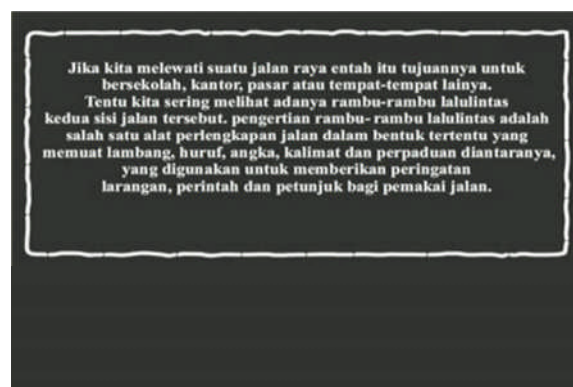 Jika kita melewati suatu jalan raya entah itu tujuannya untuk
bersekolah, kantor, pasar atau tempat-tempat lainya.
Tentu kita sering melihat adanya rambu-rambu lalulintas
kedua sisi jalan tersebut. pengertian rambu- rambu lalulintas adalah
salah satu alat perlengkapan jalan dalam bentuk tertentu yang
memuat lambang, huruf, angka, kalimat dan perpaduan diantaranya,
yang digunakan untuk memberikan peringatan
larangan, perintah dan petunjuk bagi pemakai jalan.